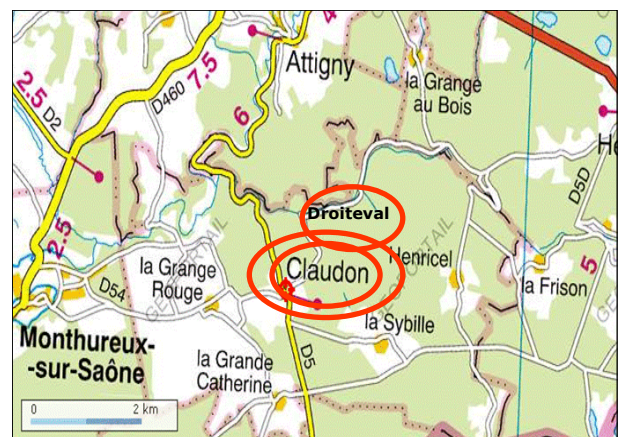 4
Attigny
7.5
2.5
D2
D460
6
la Grange
au Bois
Droiteval
D5D
2.5
la Grange
Rouge
D54
Claudon
Henricel
5
la Frison
Monthureux-
-sur-Saône
la Sybille
D5
la Grande
Catherine
0
2 km